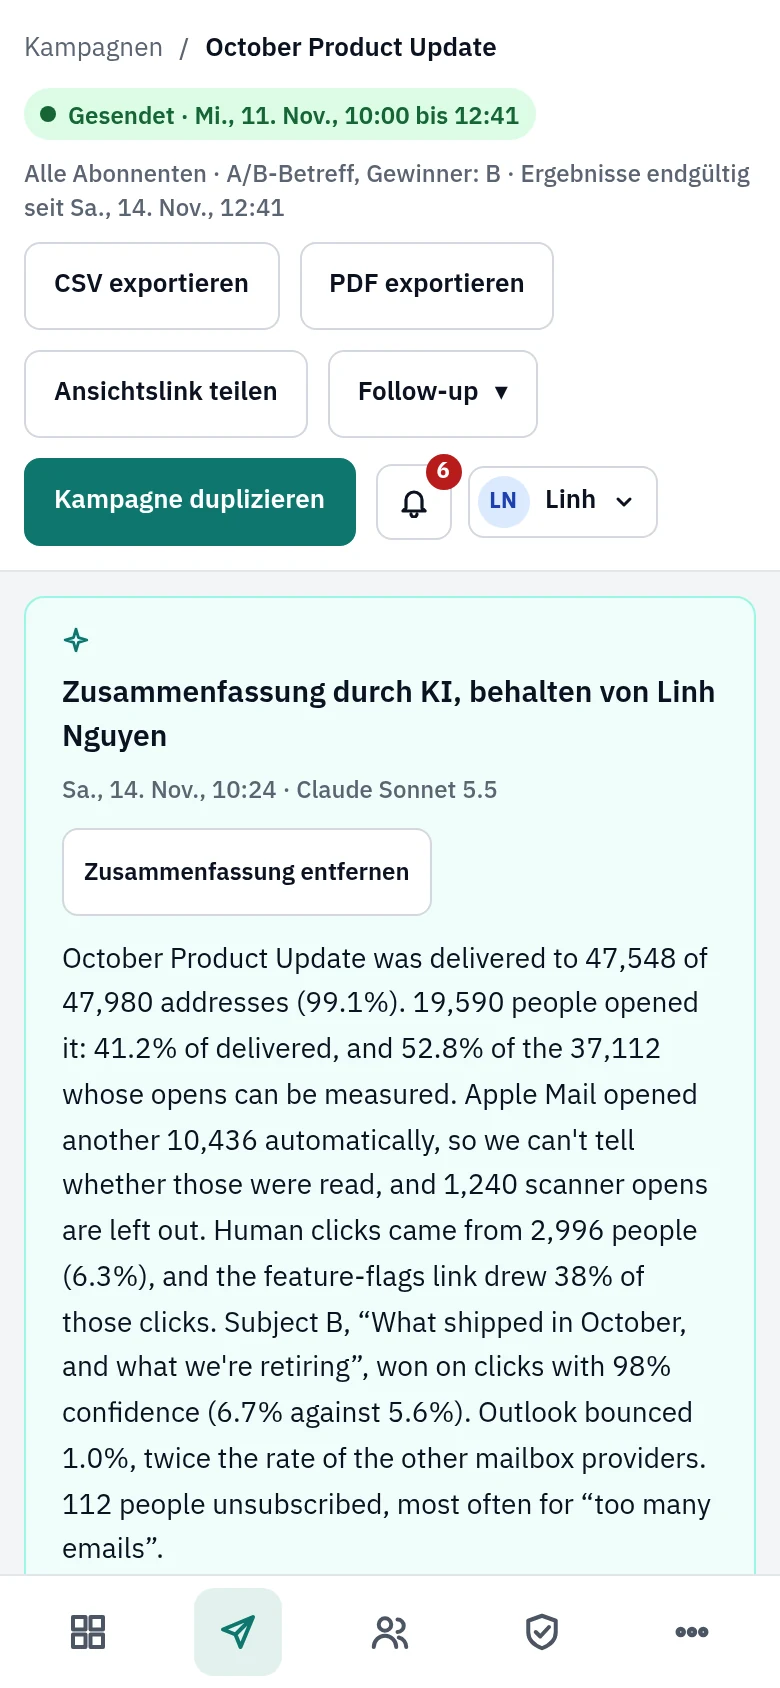 Kampagnen / October Product Update
Gesendet · Mi., 11. Nov., 10:00 bis 12:41
Alle Abonnenten · A/B-Betreff, Gewinner: B · Ergebnisse endgültig
seit Sa., 14. Nov., 12:41
CSV exportieren
PDF exportieren
Ansichtslink teilen
Follow-up ▼
Kampagne duplizieren
6
LN Linh
Zusammenfassung durch KI, behalten von Linh
Nguyen
Sa., 14. Nov., 10:24 · Claude Sonnet 5.5
Zusammenfassung entfernen
October Product Update was delivered to 47,548 of
47,980 addresses (99.1%). 19,590 people opened
it: 41.2% of delivered, and 52.8% of the 37,112
whose opens can be measured. Apple Mail opened
another 10,436 automatically, so we can't tell
whether those were read, and 1,240 scanner opens
are left out. Human clicks came from 2,996 people
(6.3%), and the feature-flags link drew 38% of
those clicks. Subject B, “What shipped in October,
and what we're retiring”, won on clicks with 98%
confidence (6.7% against 5.6%). Outlook bounced
1.0%, twice the rate of the other mailbox providers.
112 people unsubscribed, most often for “too many
emails”.